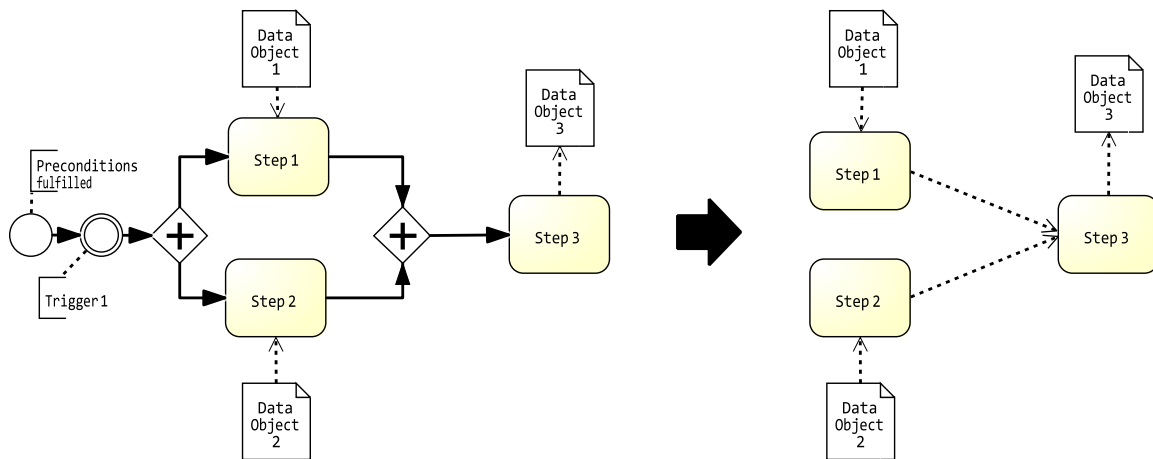 Data
Object
1
Data
Object
3
Step 1
Preconditions
fulfilled
Step 3
Trigger 1
Step 2
Data
Object
2
Data
Object
1
Data
Object
3
Step 1
Step 3
Step 2
Data
Object
2